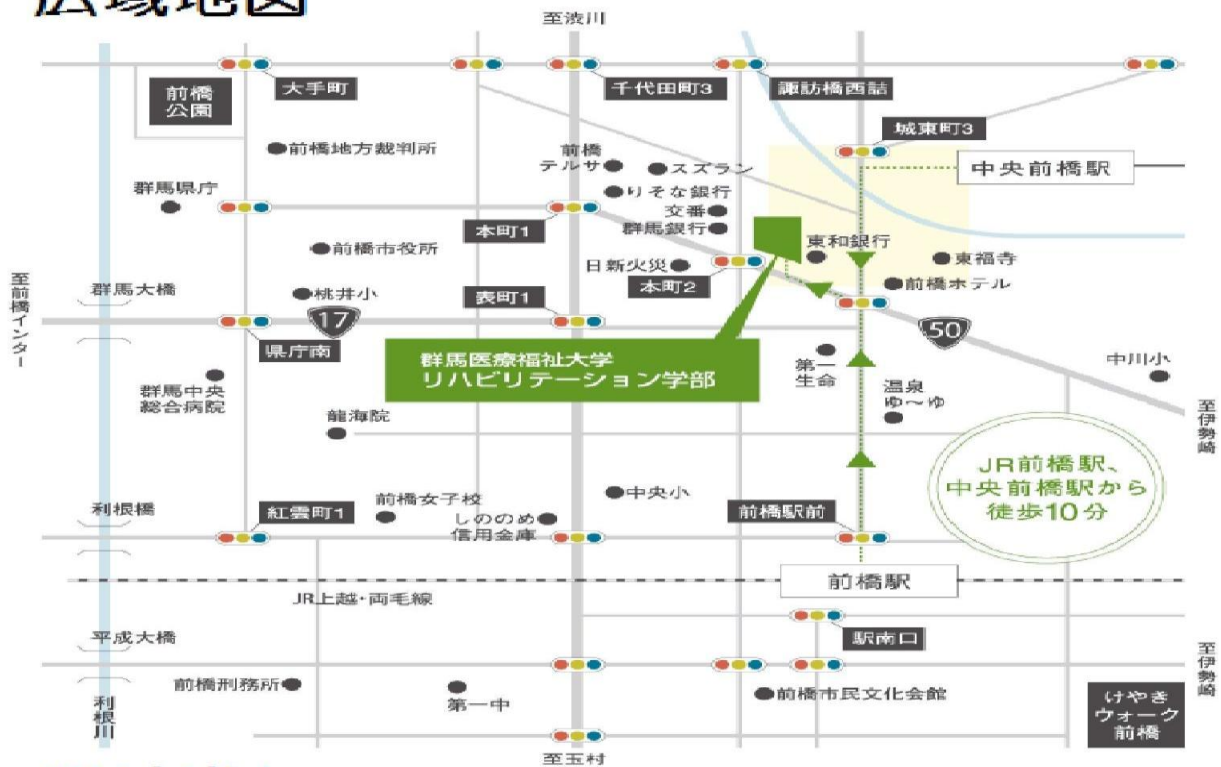 広域地図
至渋川
前橋
公園
大手町
千代田町3
諏訪橋西詰
城東町3
前橋地方裁判所
前橋
テルサ
スズラン
中央前橋駅
群馬県庁
りそな銀行
交番
群馬銀行
本町1
前橋市役所
東和銀行
東福寺
日新火災
本町2
前橋ホテル
至前橋インター
群馬大橋
桃井小
17
表町1
50
県庁南
群馬医療福祉大学
リハビリテーション学部
第一
生命
中川小
群馬中央
総合病院
温泉
ゆ〜ゆ
至伊勢崎
龍海院
JR前橋駅、
中央前橋駅から
徒歩10分
利根橋
紅雲町1
前橋女子校
しののめ
信用金庫
中央小
前橋駅前
前橋駅
JR上越・両毛線
平成大橋
駅南口
至伊勢崎
前橋刑務所
第一中
前橋市民文化会館
けやき
ウォーク
前橋
利根川
至玉村